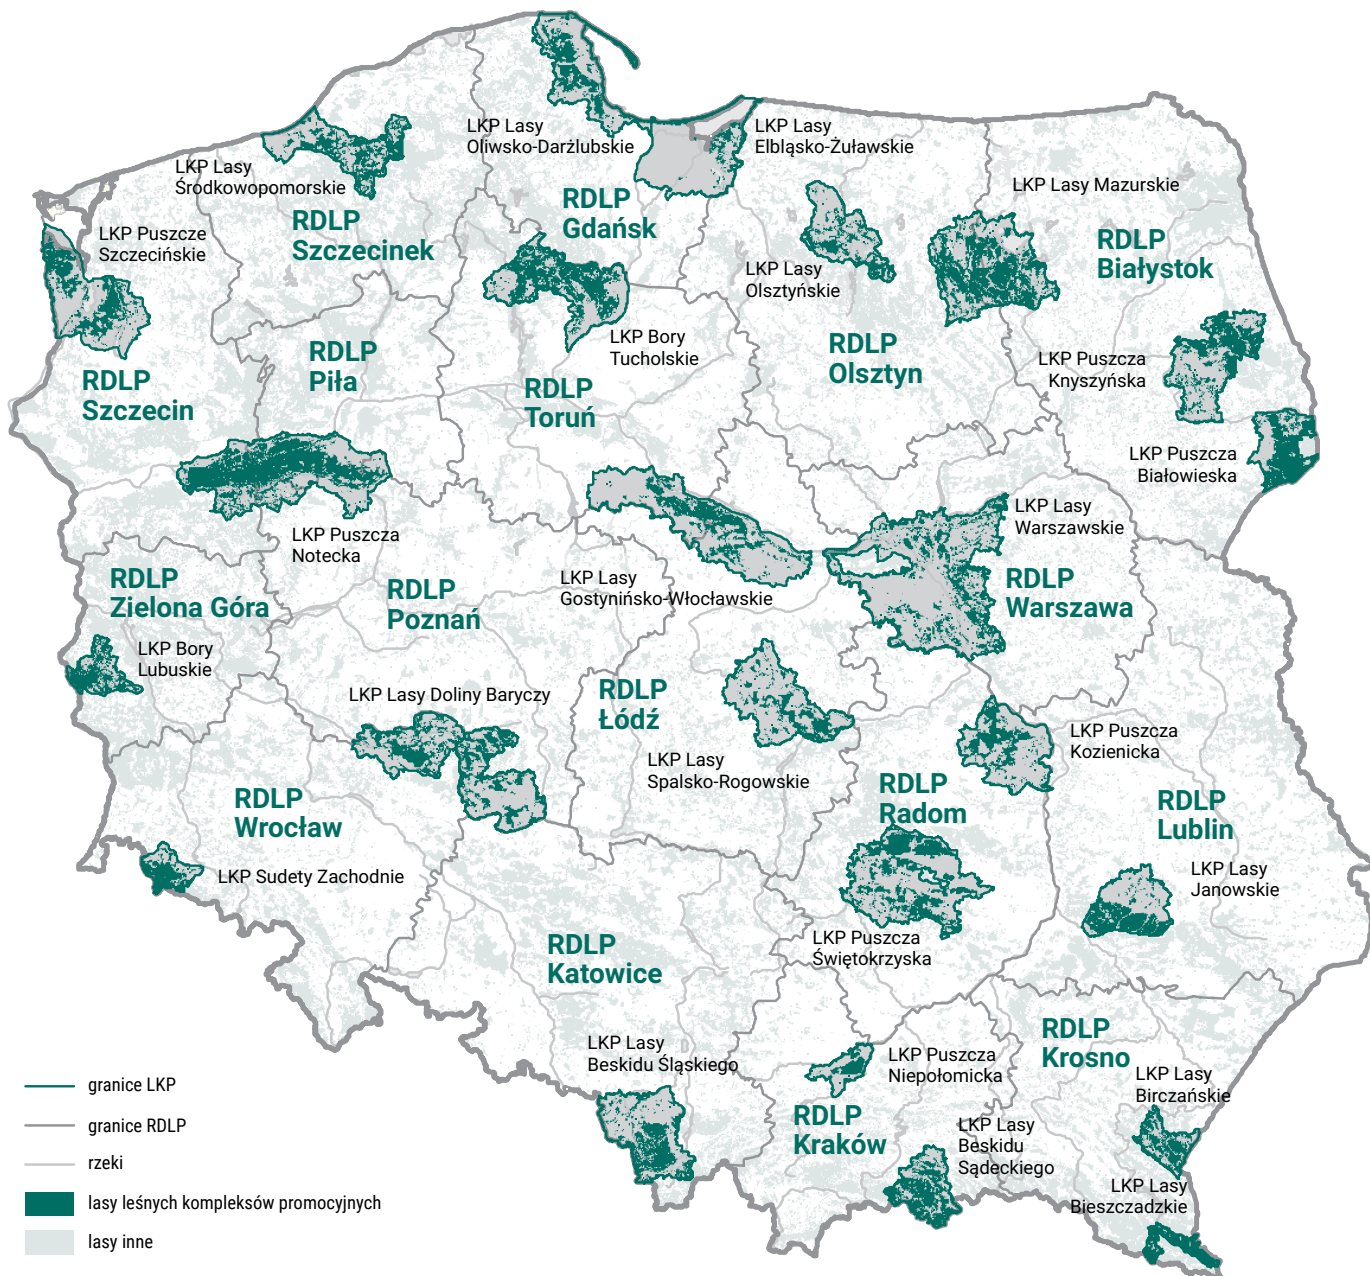 LKP Lasy
Oliwsko-Darżlubskie
LKP Lasy
Elbląsko-Żuławskie
LKP Lasy
Środkowopomorskie
LKP Lasy Mazurskie
RDLP
Gdańsk
RDLP
Szczecinek
LKP Puszcze
Szczecińskie
RDLP
Białystok
LKP Lasy
Olsztyńskie
LKP Bory
Tucholskie
RDLP
Piła
RDLP
Olsztyn
LKP Puszcza
Knyszyńska
RDLP
Szczecin
RDLP
Toruń
LKP Puszcza
Białowieska
LKP Lasy
Warszawskie
LKP Puszcza
Notecka
RDLP
Zielona Góra
RDLP
Poznań
LKP Lasy
Gostynińsko-Włocławskie
RDLP
Warszawa
LKP Bory
Lubuskie
LKP Lasy Doliny Baryczy
RDLP
Łódź
LKP Puszcza
Kozienicka
LKP Lasy
Spalsko-Rogowskie
RDLP
Wrocław
RDLP
Radom
RDLP
Lublin
LKP Sudety Zachodnie
LKP Lasy
Janowskie
LKP Puszcza
Świętokrzyska
RDLP
Katowice
RDLP
Krosno
LKP Lasy
Beskidu Śląskiego
LKP Puszcza
Niepołomicka
LKP Lasy
Birczańskie
RDLP
Kraków
LKP Lasy
Beskidu
Sądeckiego
LKP Lasy
Bieszczadzkie
granice LKP
granice RDLP
rzeki
lasy leśnych kompleksów promocyjnych
lasy inne